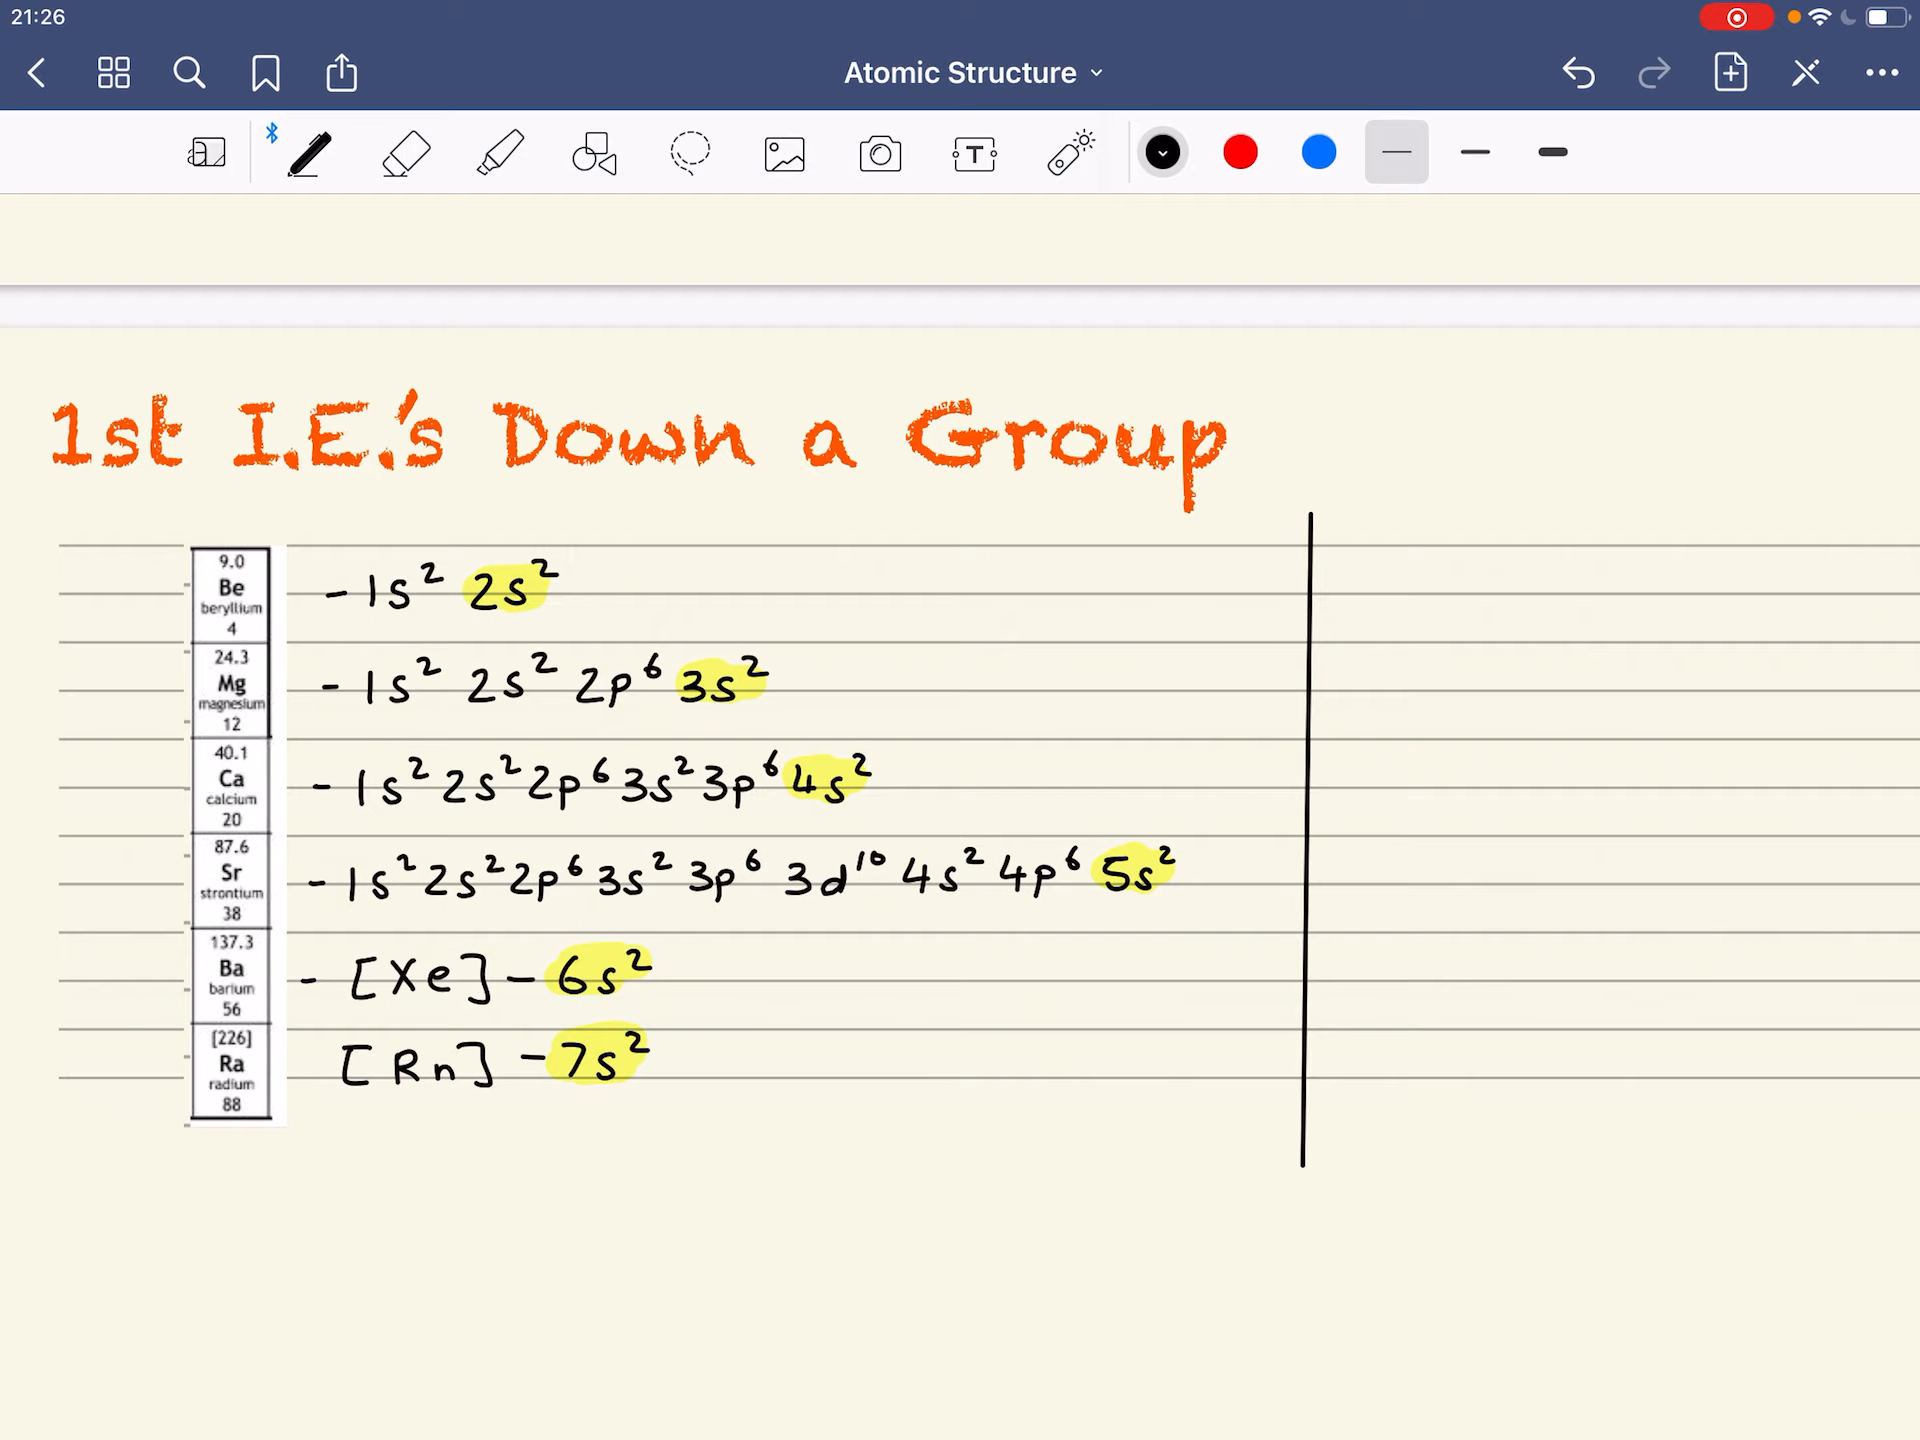 21:26
Atomic Structure
1st I.E.'s Down a Group
9.0
Be
beryllium
4
- 1s² 2s²
24.3
Mg
magnesium
12
- 1s² 2s² 2p⁶ 3s²
40.1
Ca
calcium
20
- 1s² 2s² 2p⁶ 3s² 3p⁶ 4s²
87.6
Sr
strontium
38
- 1s² 2s² 2p⁶ 3s² 3p⁶ 3d¹⁰ 4s² 4p⁶ 5s²
137.3
Ba
barium
56
- [Xe] - 6s²
[226]
Ra
radium
88
[Rn] - 7s²